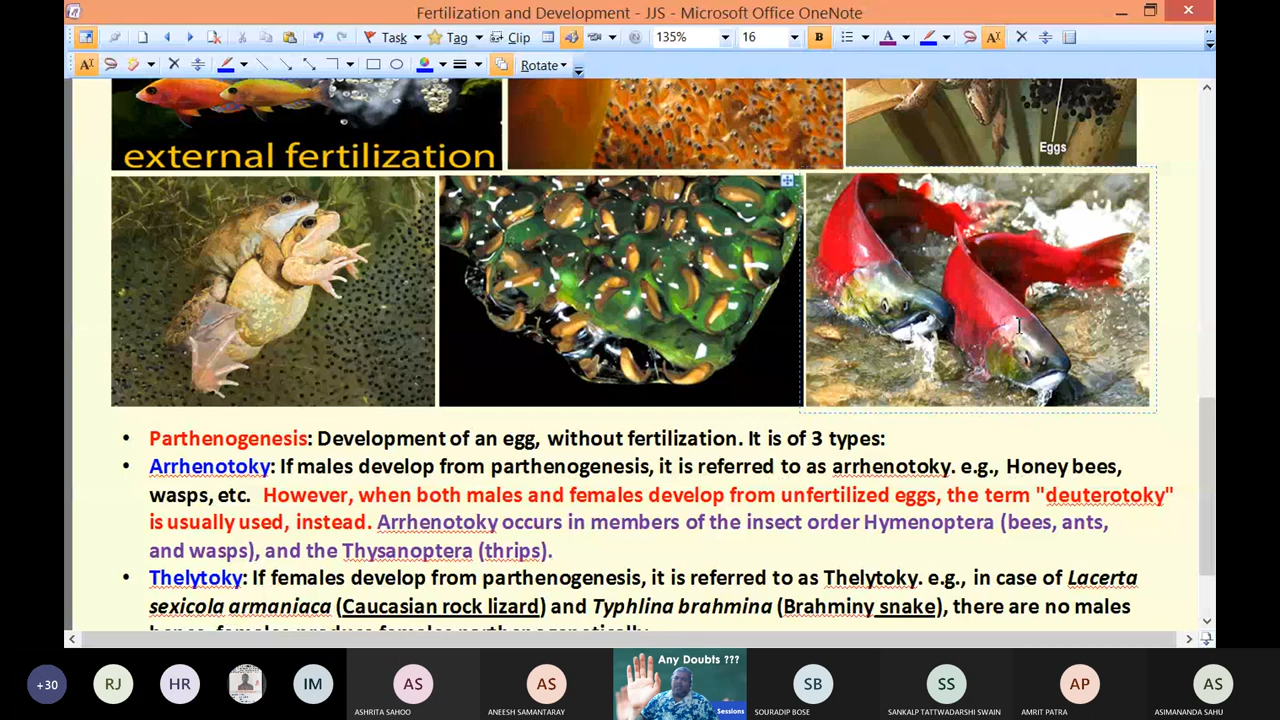 Fertilization and Development - JJS - Microsoft Office OneNote
Task Tag Clip 135% 16 B A A
A Rotate
external fertilization
Eggs
• Parthenogenesis: Development of an egg, without fertilization. It is of 3 types:
• Arrhenotoky: If males develop from parthenogenesis, it is referred to as arrhenotoky. e.g., Honey bees,
wasps, etc. However, when both males and females develop from unfertilized eggs, the term "deuterotoky"
is usually used, instead. Arrhenotoky occurs in members of the insect order Hymenoptera (bees, ants,
and wasps), and the Thysanoptera (thrips).
• Thelytoky: If females develop from parthenogenesis, it is referred to as Thelytoky. e.g., in case of Lacerta
sexicola armaniaca (Caucasian rock lizard) and Typhlina brahmina (Brahminy snake), there are no males
hence, females produce females parthenogenetically.
Any Doubts ???
Sessions
+30 RJ HR IM AS AS SB SS AP AS
ASHRITA SAHOO ANEESH SAMANTARAY SOURADIP BOSE SANKALP TATTWADARSHI SWAIN AMRIT PATRA ASIMANDA SAHU